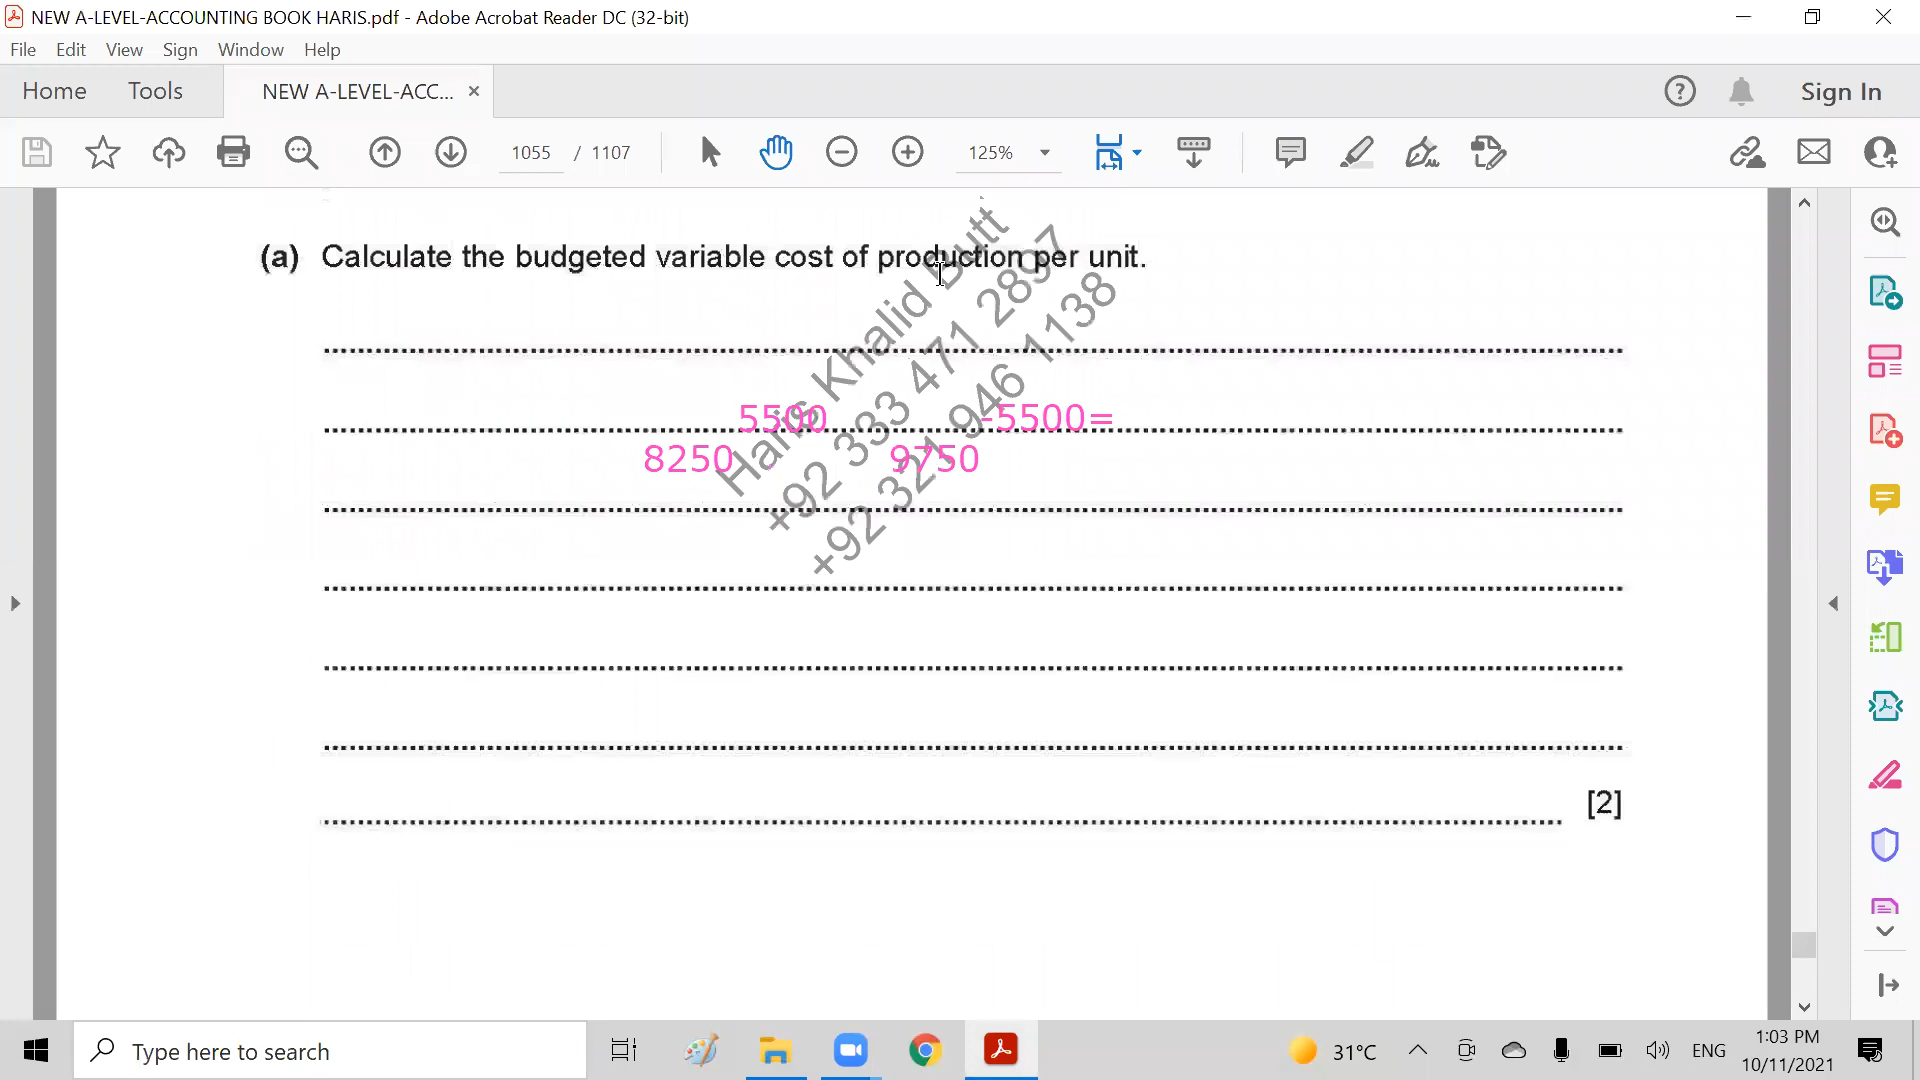 NEW A-LEVEL-ACCOUNTING BOOK HARIS.pdf - Adobe Acrobat Reader DC (32-bit)
File Edit View Sign Window Help
Home Tools NEW A-LEVEL-ACC... × Sign In
1055 / 1107 125%
(a) Calculate the budgeted variable cost of production per unit.
Haris Khalid Butt
+92 333 471 2897
+92 321 946 1138
5500 -5500=
8250 9750
[2]
Type here to search
31°C ENG 1:03 PM
10/11/2021